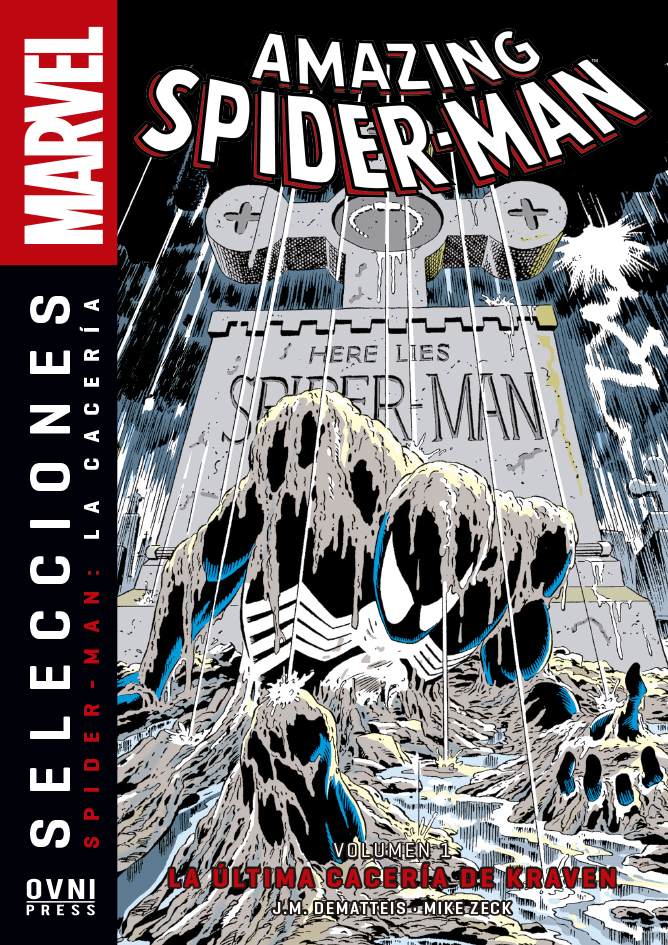 MARVEL
SELECCIONES
SPIDER-MAN: LA CACERÍA
OVNI
PRESS
AMAZING
SPIDER-MAN
™
HERE LIES
SPIDER-MAN
VOLUMEN 1
LA ÚLTIMA CACERÍA DE KRAVEN
J.M. DEMATTEIS · MIKE ZECK